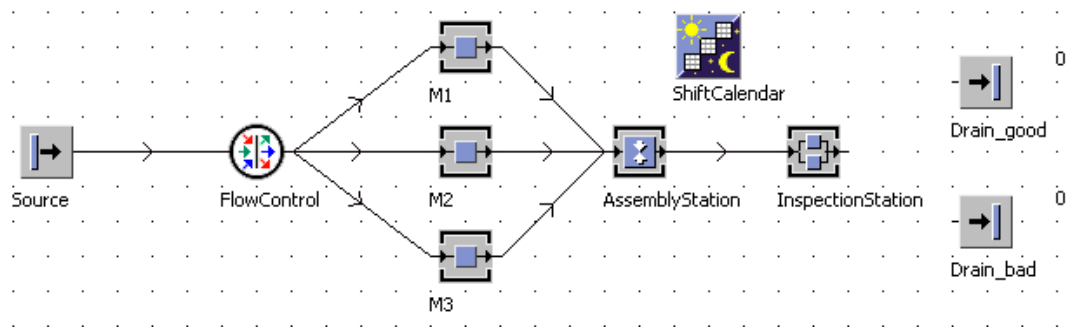 M1
ShiftCalendar
0
Drain_good
Source
FlowControl
M2
AssemblyStation
InspectionStation
0
Drain_bad
M3